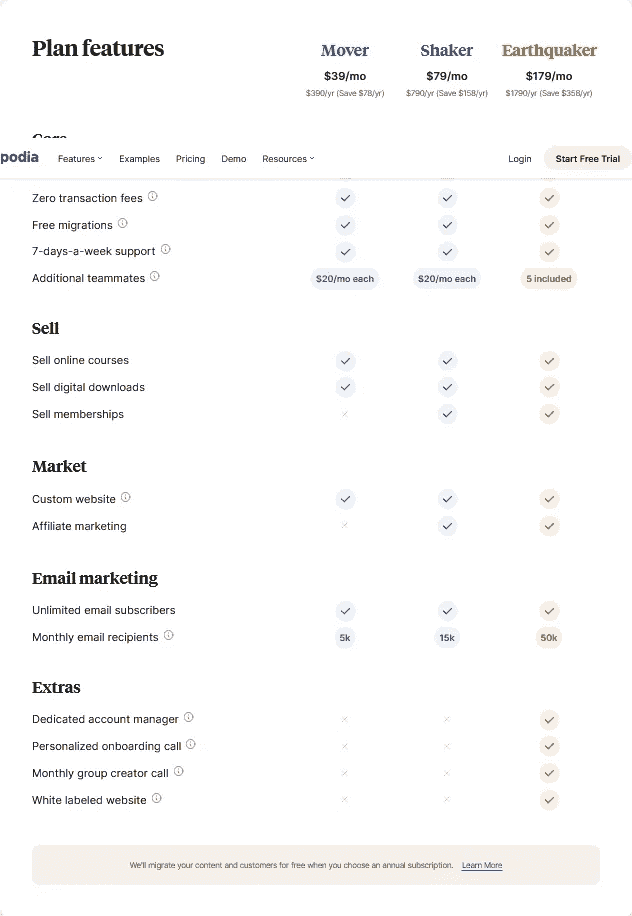 Plan features
Mover Shaker Earthquaker
$39/mo $79/mo $179/mo
$390/yr (Save $78/yr) $790/yr (Save $158/yr) $1790/yr (Save $358/yr)
podia Features Examples Pricing Demo Resources Login Start Free Trial
Zero transaction fees
Free migrations
7-days-a-week support
Additional teammates $20/mo each $20/mo each 5 included
Sell
Sell online courses
Sell digital downloads
Sell memberships
Market
Custom website
Affiliate marketing
Email marketing
Unlimited email subscribers
Monthly email recipients 5k 15k 50k
Extras
Dedicated account manager
Personalized onboarding call
Monthly group creator call
White labeled website
We'll migrate your content and customers for free when you choose an annual subscription. Learn More